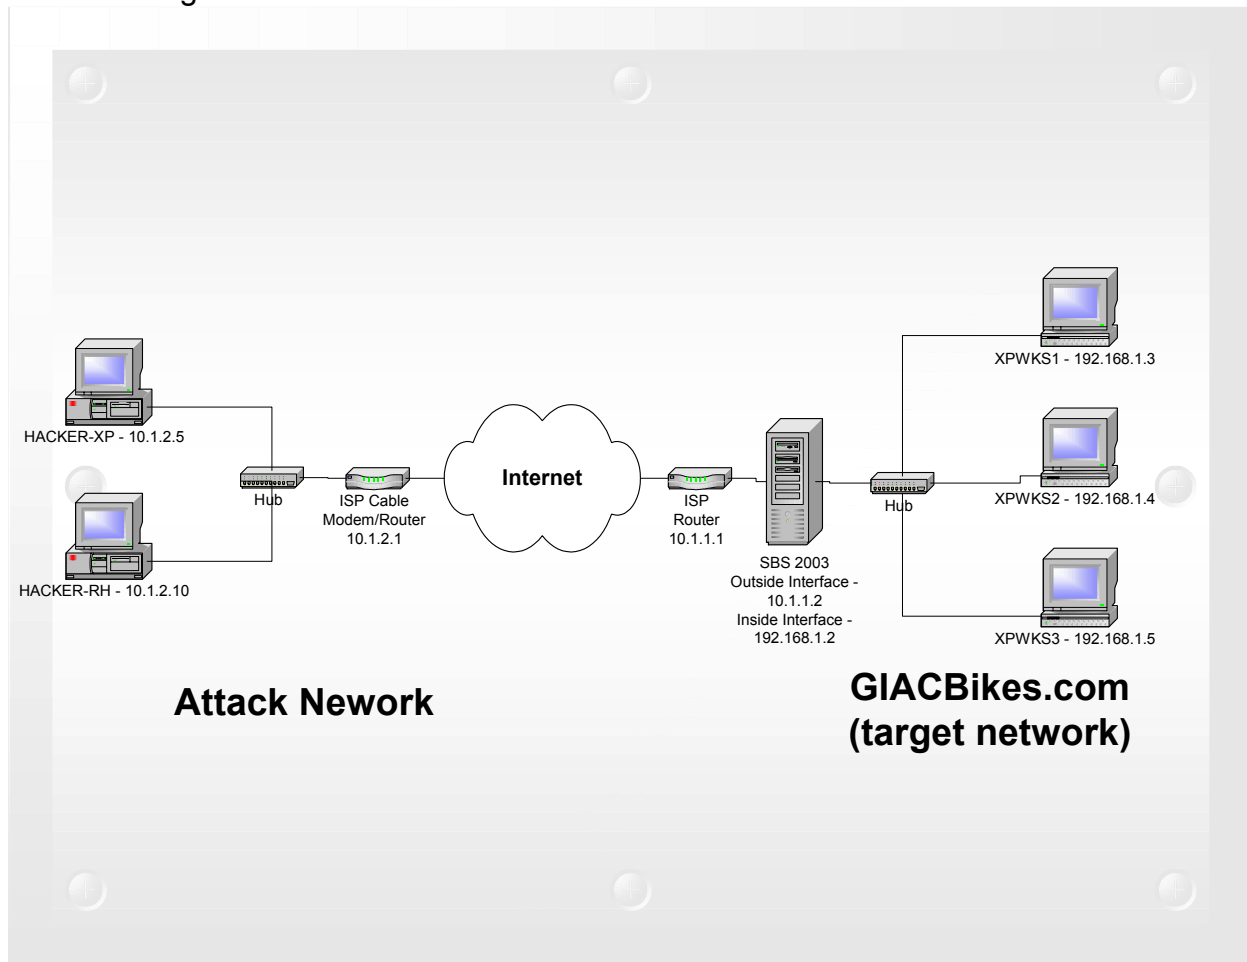 XPWKS1 - 192.168.1.3
HACKER-XP - 10.1.2.5
Internet
Hub
ISP Cable
Modem/Router
10.1.2.1
ISP
Router
10.1.1.1
Hub
XPWKS2 - 192.168.1.4
SBS 2003
Outside Interface -
10.1.1.2
Inside Interface -
192.168.1.2
HACKER-RH - 10.1.2.10
XPWKS3 - 192.168.1.5
Attack Nework
GIACBikes.com
(target network)